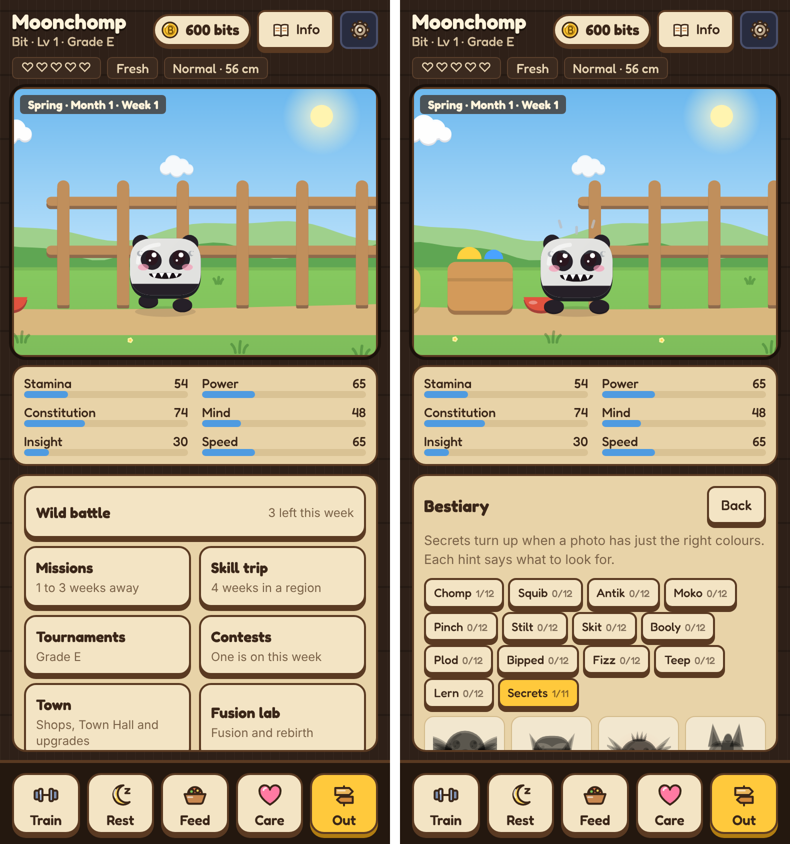 Moonchomp
Bit · Lv 1 · Grade E
600 bits
Info
Fresh
Normal · 56 cm
Spring · Month 1 · Week 1
Stamina 54
Power 65
Constitution 74
Mind 48
Insight 30
Speed 65
Wild battle
3 left this week
Missions
1 to 3 weeks away
Skill trip
4 weeks in a region
Tournaments
Grade E
Contests
One is on this week
Town
Shops, Town Hall and
upgrades
Fusion lab
Fusion and rebirth
Train
Rest
Feed
Care
Out
Moonchomp
Bit · Lv 1 · Grade E
600 bits
Info
Fresh
Normal · 56 cm
Spring · Month 1 · Week 1
Stamina 54
Power 65
Constitution 74
Mind 48
Insight 30
Speed 65
Bestiary
Back
Secrets turn up when a photo has just the right colours.
Each hint says what to look for.
Chomp 1/12
Squib 0/12
Antik 0/12
Moko 0/12
Pinch 0/12
Stilt 0/12
Skit 0/12
Booly 0/12
Plod 0/12
Bipped 0/12
Fizz 0/12
Teep 0/12
Lern 0/12
Secrets 1/11
Train
Rest
Feed
Care
Out